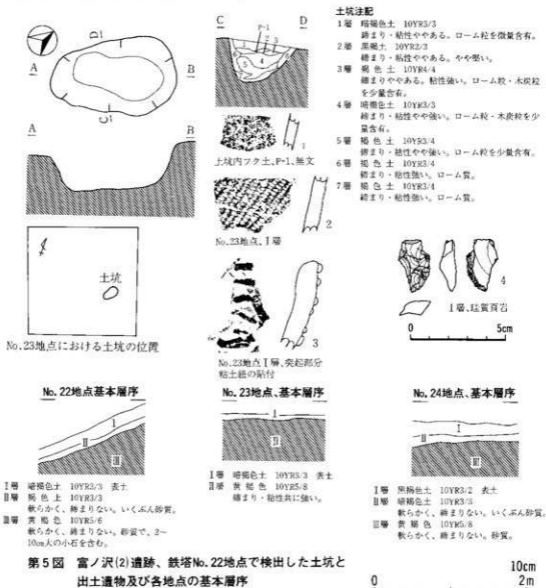 土坑注記
1層 暗褐色土 10YR3/3
締まり・粘性ややある。ローム粒を微量含有。
2層 黒褐土 10YR2/3
締まり・粘性ややある。やや堅い。
3層 褐色土 10YR4/4
締まりややある。粘性強い。ローム粒・木炭粒
を少量含有。
4層 暗褐色土 10YR3/3
締まり・粘性やや強い。ローム粒・木炭粒を少
量含有。
5層 褐色土 10YR3/4
締まり・粘性やや強い。ローム粒を少量含有。
6層 褐色土 10YR3/4
締まり・粘性強い。ローム質。
7層 褐色土 10YR3/4
締まり・粘性強い。ローム質。
A
B
C
D
A
B
C
D
P-1
1
2
3
4
5
1
土坑内フク土、P-1、無文
2
No.23地点、I層
3
No.23地点I層、突起部分
粘土紐の貼付
4
I層、珪質頁岩
0 5cm
土坑
No.23地点における土坑の位置
No.22地点、基本層序
I
II
III
I層 暗褐色土 10YR3/3 表土
II層 褐色土 10YR3/3
軟らかく、締まらない。いくぶん砂質。
III層 黄褐色 10YR5/6
軟らかく、締まらない。砂質で、2〜
10cm大の小石を含む。
No.23地点、基本層序
I
II
I層 暗褐色土 10YR3/3 表土
II層 黄褐色 10YR5/8
締まり・粘性共に強い。
No.24地点、基本層序
I
II
III
I層 黒褐色土 10YR3/2 表土
II層 暗褐色 10YR3/3
軟らかく、締まらない。いくぶん砂質。
III層 黄褐色 10YR5/8
軟らかく、締まらない。砂質。
第5図 富ノ沢(2)遺跡、鉄塔No.22地点で検出した土坑と
出土遺物及び各地点の基本層序
10cm
0 2m